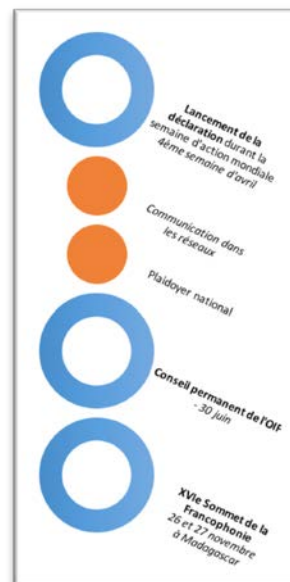 Lancement de la
déclaration durant la
semaine d'action mondiale
4ème semaine d'avril
Communication dans
les réseaux
Plaidoyer national
Conseil permanent de l'OIF
- 30 juin
XVIe Sommet de la
Francophonie
26 et 27 novembre
à Madagascar